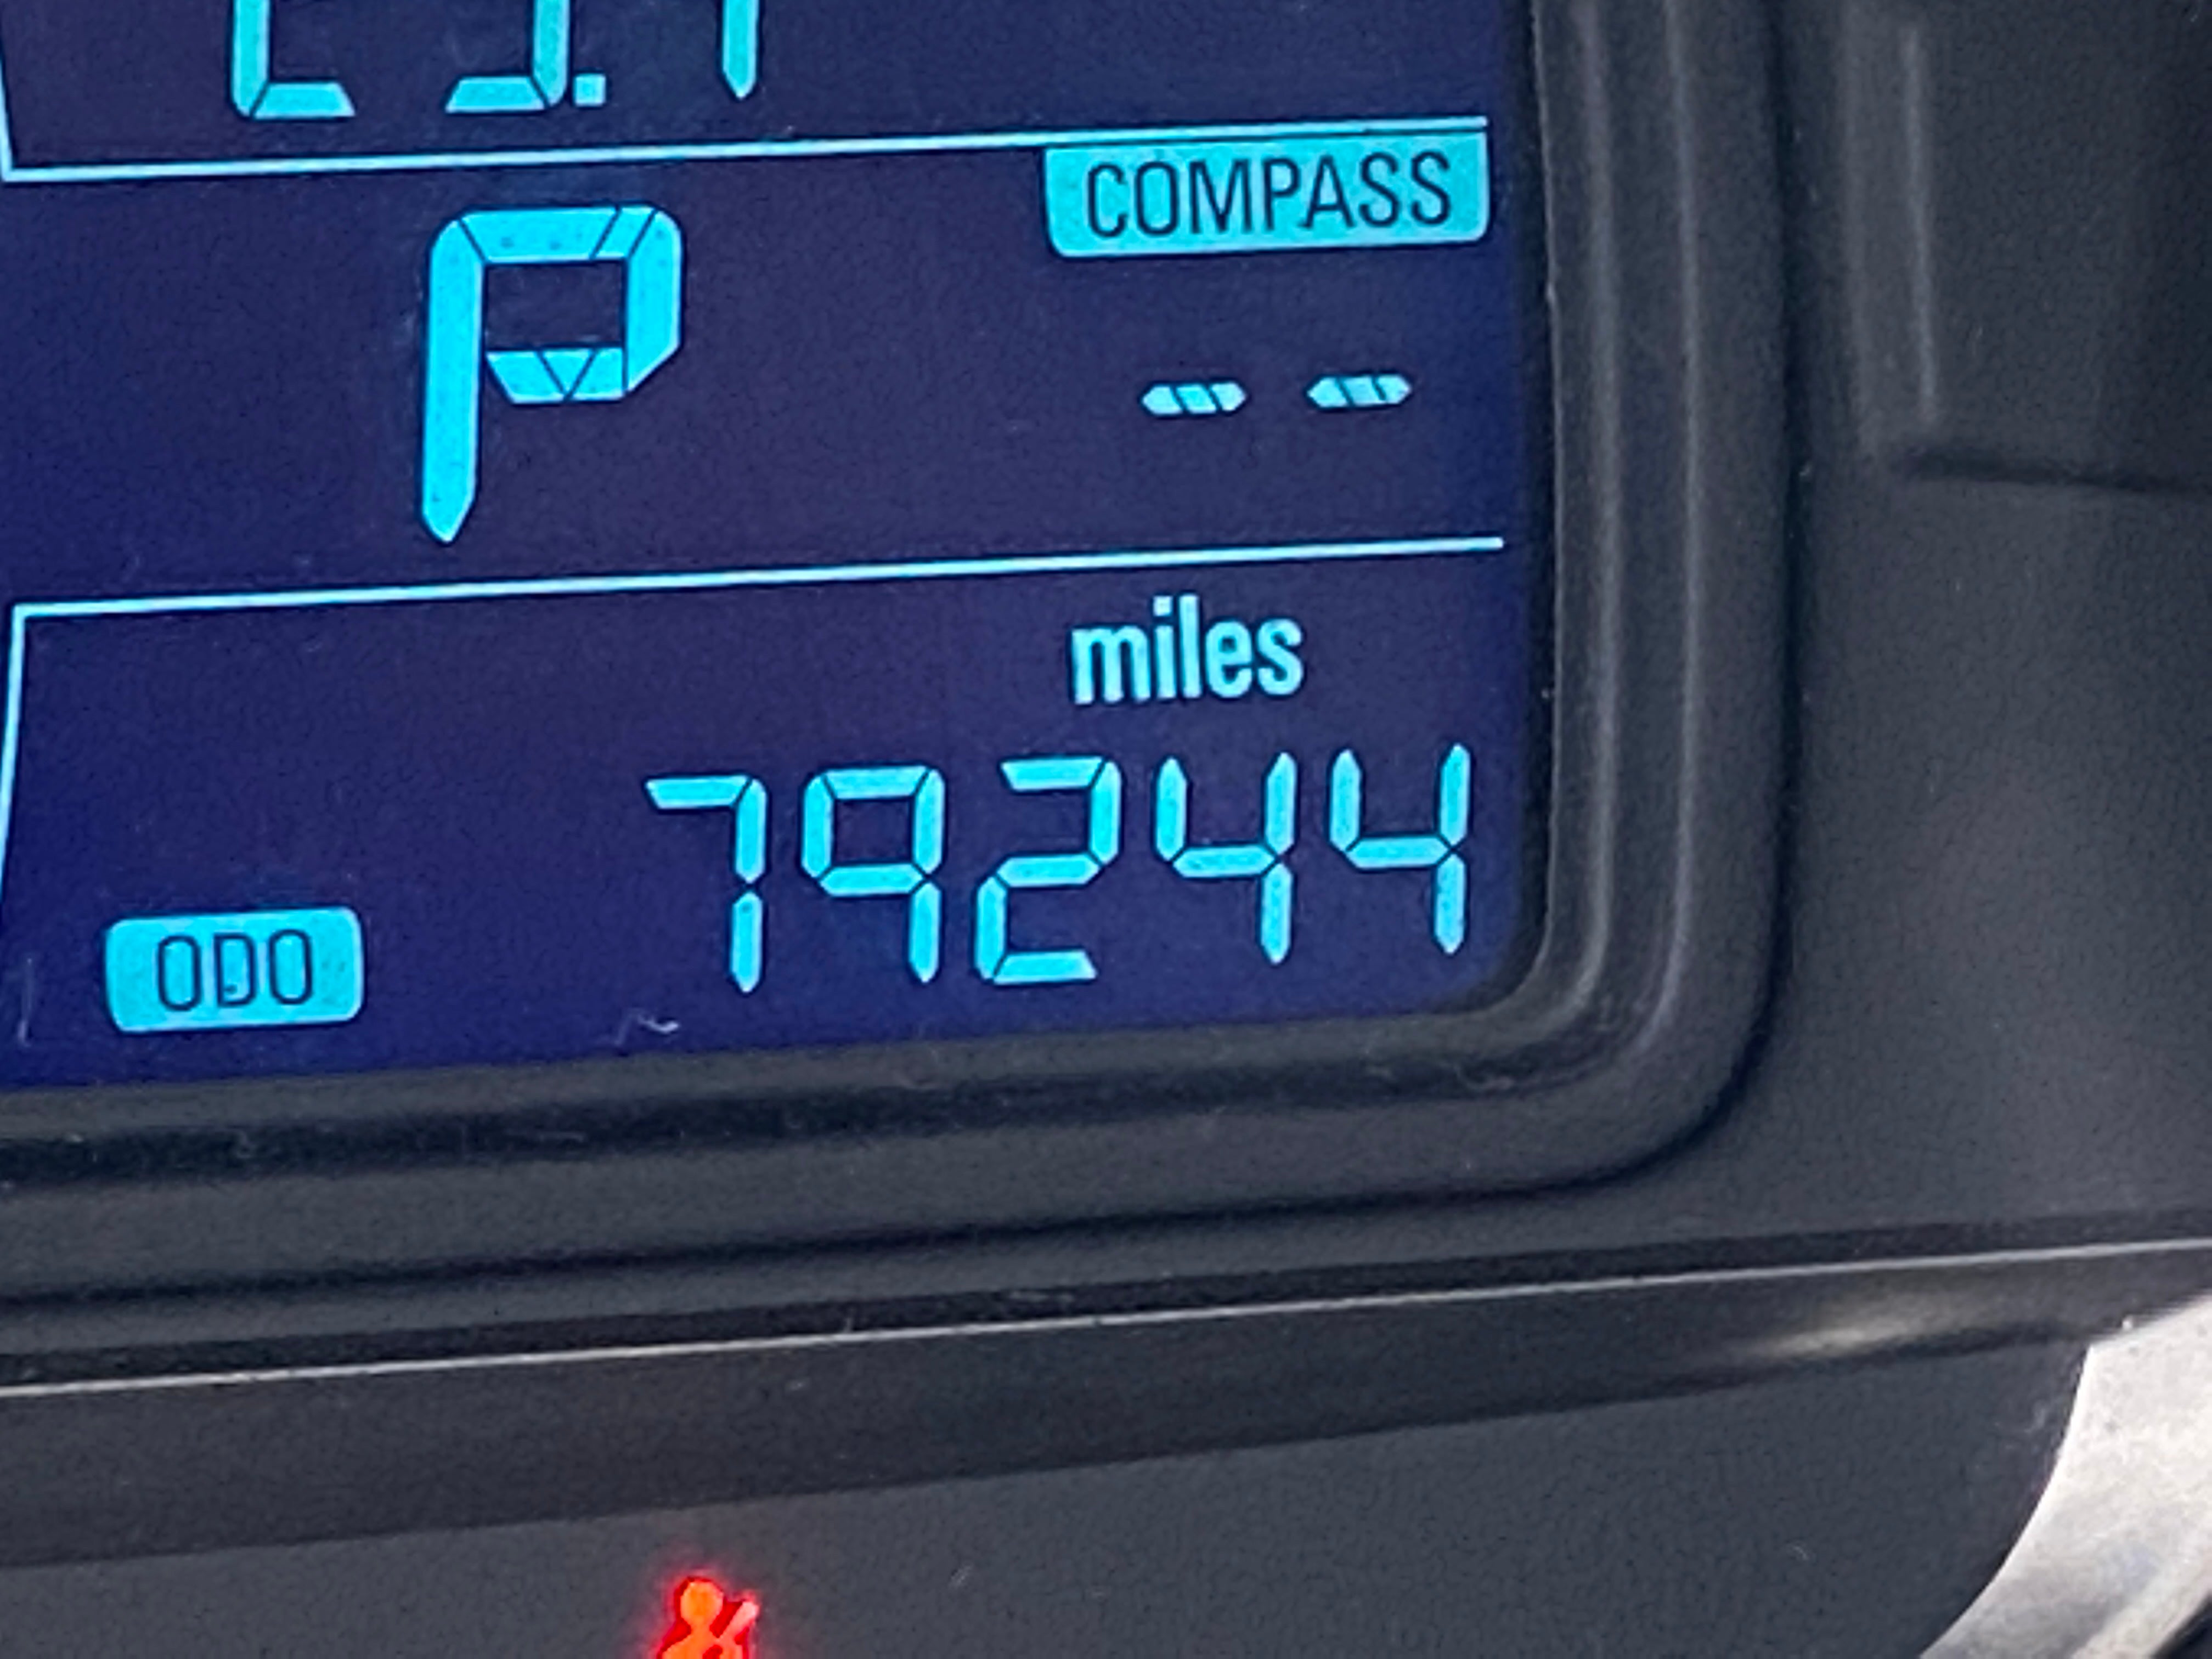 P
COMPASS
-- --
miles
ODO 79244